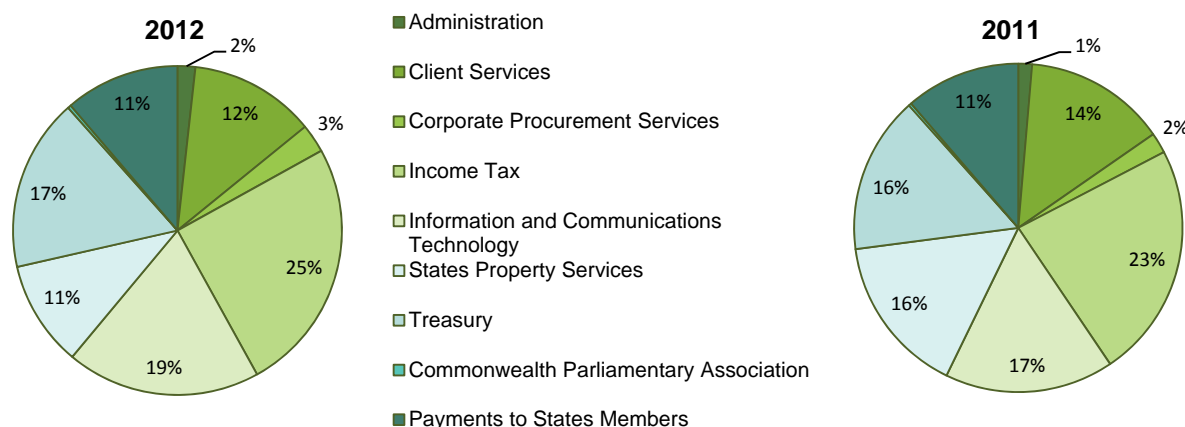 2012
2%
11%
12%
3%
17%
25%
11%
19%
Administration
Client Services
Corporate Procurement Services
Income Tax
Information and Communications
Technology
States Property Services
Treasury
Commonwealth Parliamentary Association
Payments to States Members
2011
1%
11%
14%
2%
16%
23%
16%
17%